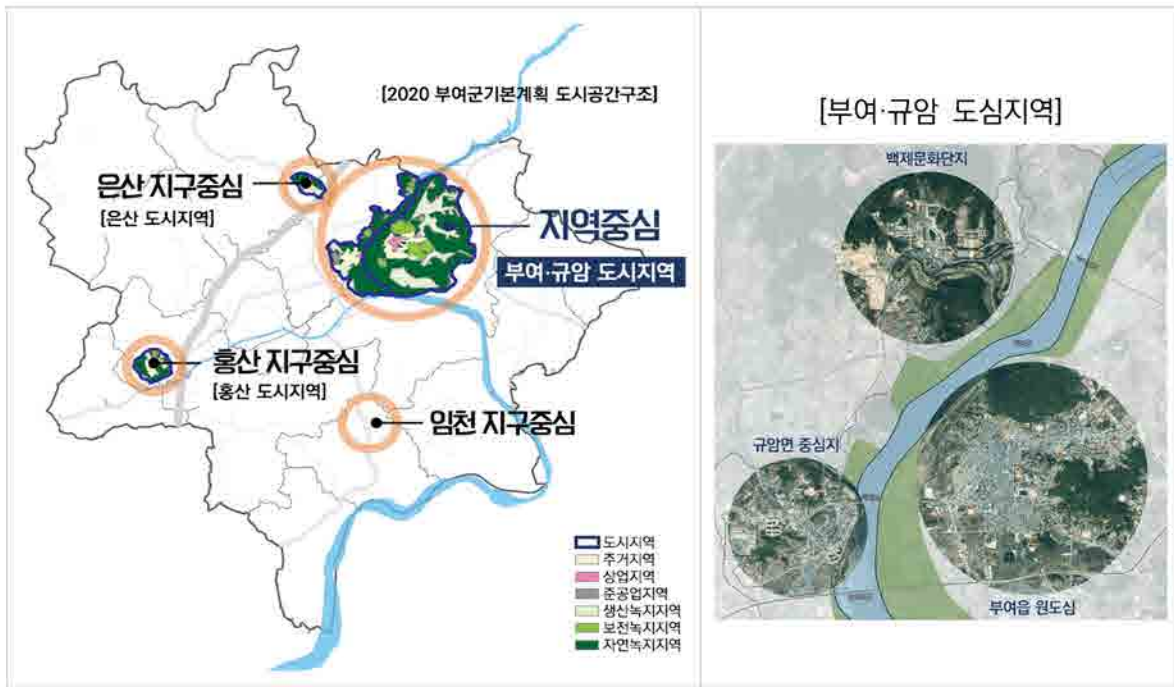 [2020 부여군기본계획 도시공간구조]
은산 지구중심
[은산 도시지역]
지역중심
부여·규암 도시지역
홍산 지구중심
[홍산 도시지역]
임천 지구중심
도시지역
주거지역
상업지역
준공업지역
생산녹지지역
보전녹지지역
자연녹지지역
[부여·규암 도심지역]
백제문화단지
규암면 중심지
부여읍 원도심